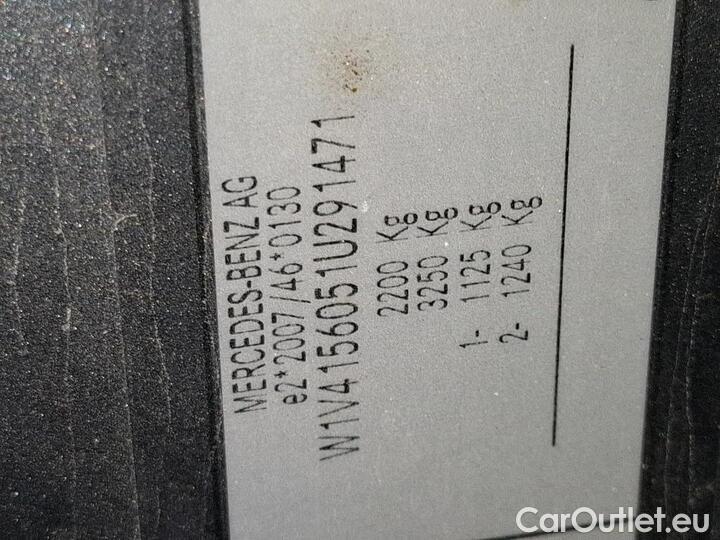 MERCEDES-BENZ AG
e2*2007/46*0130
W1V4156051U291471
2200 Kg
3250 Kg
1- 1125 Kg
2- 1240 Kg
CarOutlet.eu